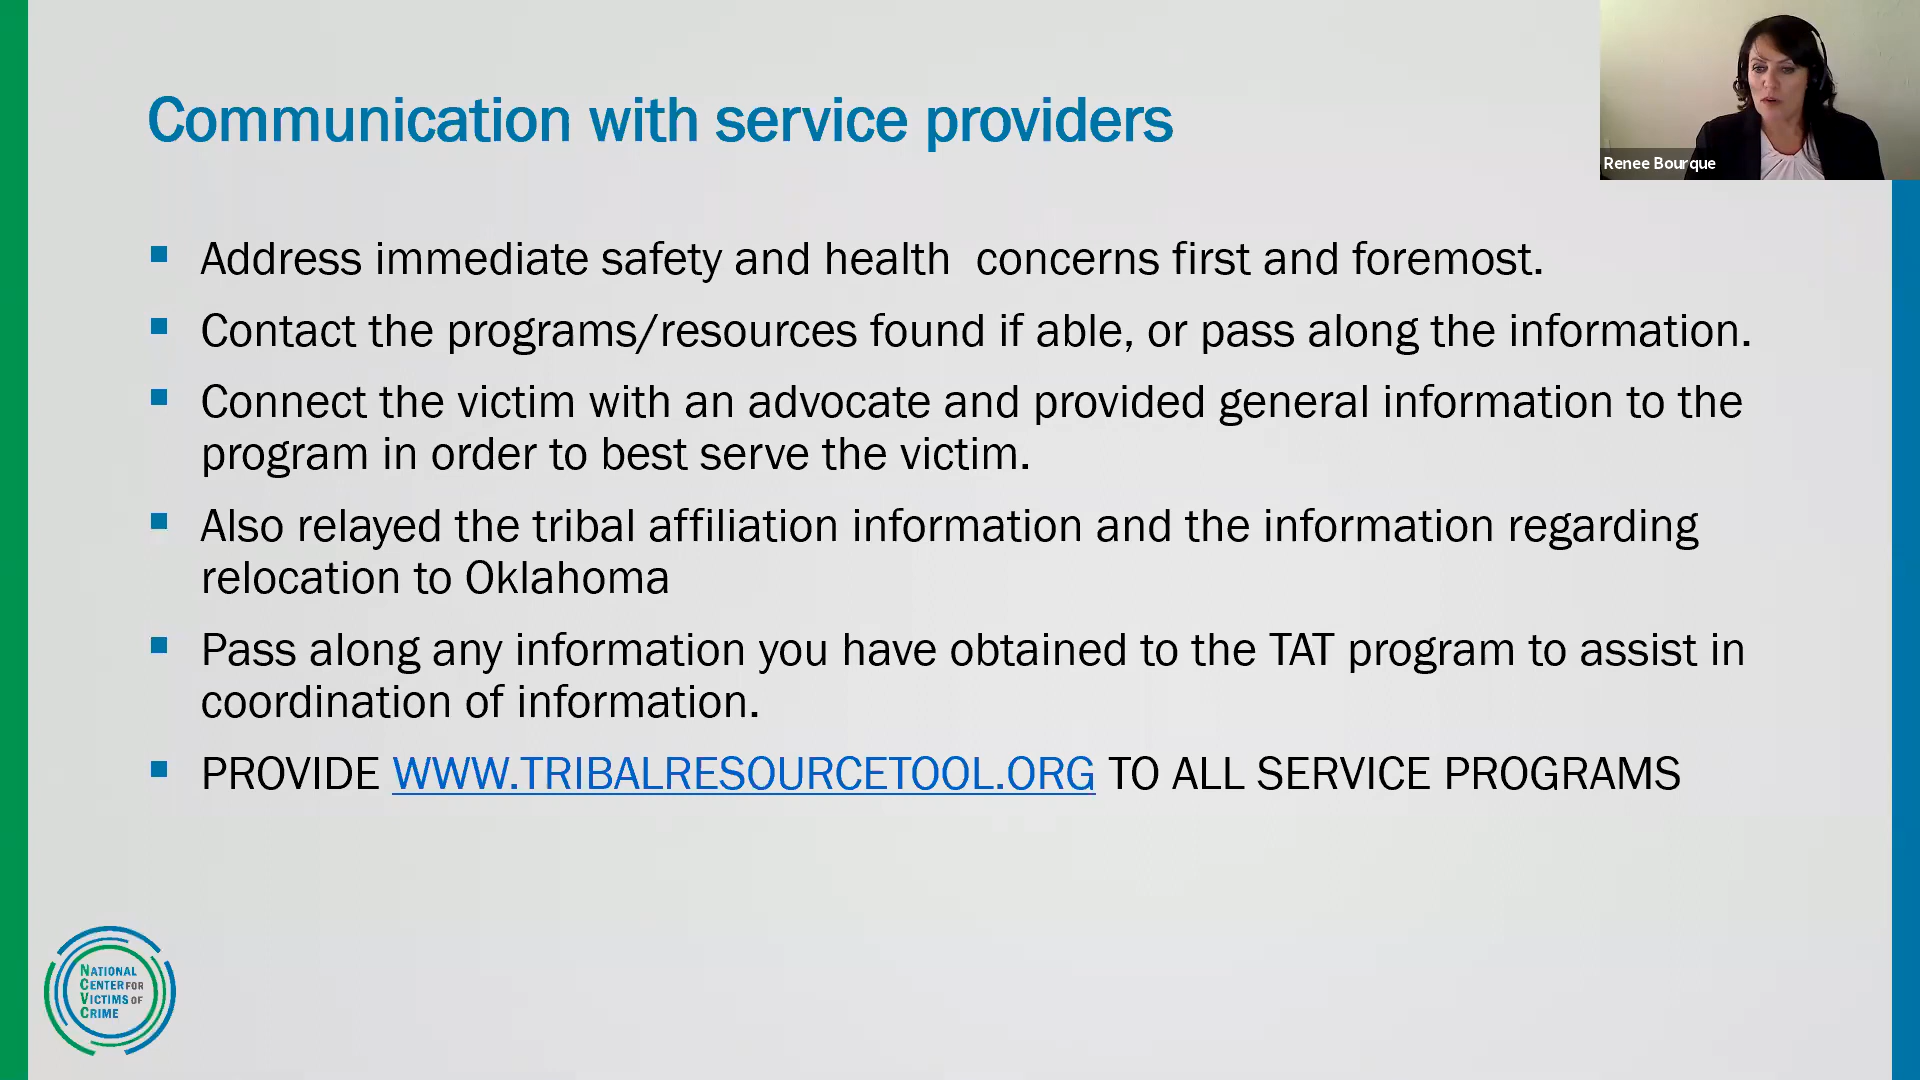 Communication with service providers
Renee Bourque
Address immediate safety and health  concerns first and foremost.
Contact the programs/resources found if able, or pass along the information.
Connect the victim with an advocate and provided general information to the
program in order to best serve the victim.
Also relayed the tribal affiliation information and the information regarding
relocation to Oklahoma
Pass along any information you have obtained to the TAT program to assist in
coordination of information.
PROVIDE WWW.TRIBALRESOURCETOOL.ORG TO ALL SERVICE PROGRAMS
NATIONAL
CENTER FOR
VICTIMS OF
CRIME